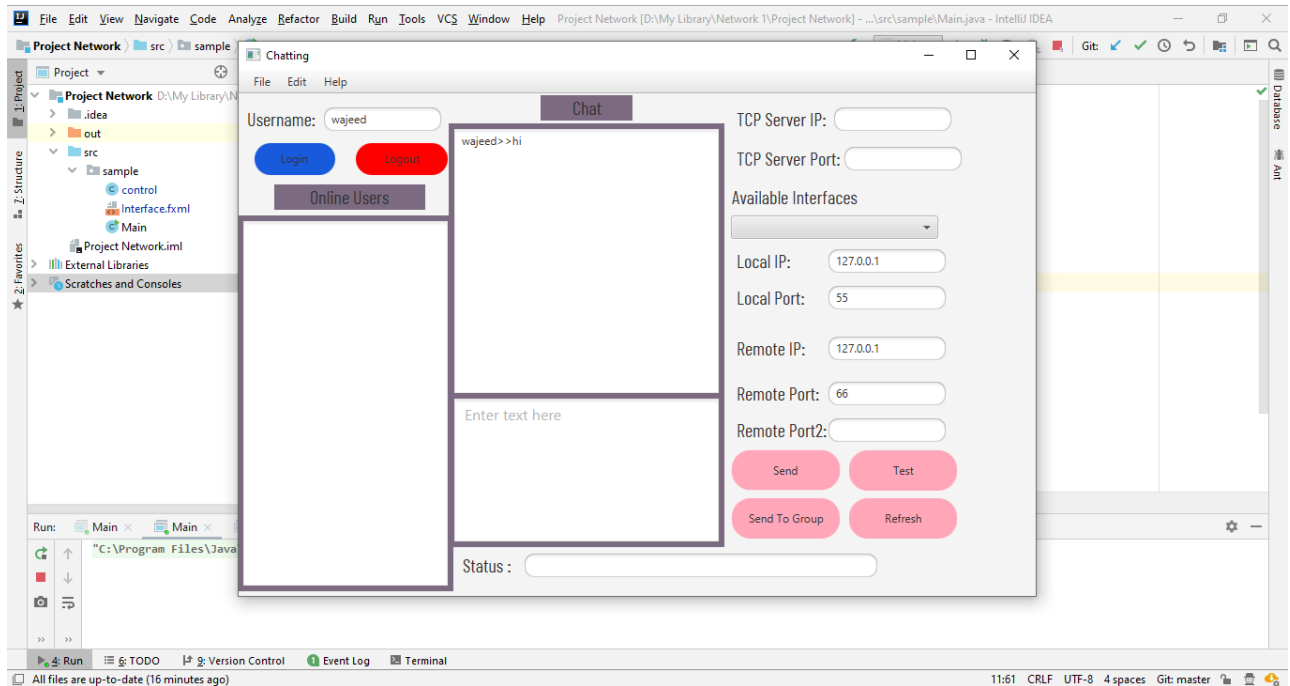 File Edit View Navigate Code Analyze Refactor Build Run Tools VCS Window Help Project Network [D:\My Library\Network 1\Project Network] - ...\src\sample\Main.java - IntelliJ IDEA
Project Network src sample
Git:
Chatting
File Edit Help
1: Project
Z: Structure
2: Favorites
Project
Project Network D:\My Library\N
.idea
out
src
sample
control
Interface.fxml
Main
Project Network.iml
External Libraries
Scratches and Consoles
Username: wajeed
Login Logout
Online Users
Chat
wajeed>>hi
Enter text here
TCP Server IP:
TCP Server Port:
Available Interfaces
Local IP: 127.0.0.1
Local Port: 55
Remote IP: 127.0.0.1
Remote Port: 66
Remote Port2:
Send Test
Send To Group Refresh
Status :
Database
Ant
Run: Main Main
"C:\Program Files\Java
4: Run 6: TODO 9: Version Control 1 Event Log Terminal
All files are up-to-date (16 minutes ago) 11:61 CRLF UTF-8 4 spaces Git: master